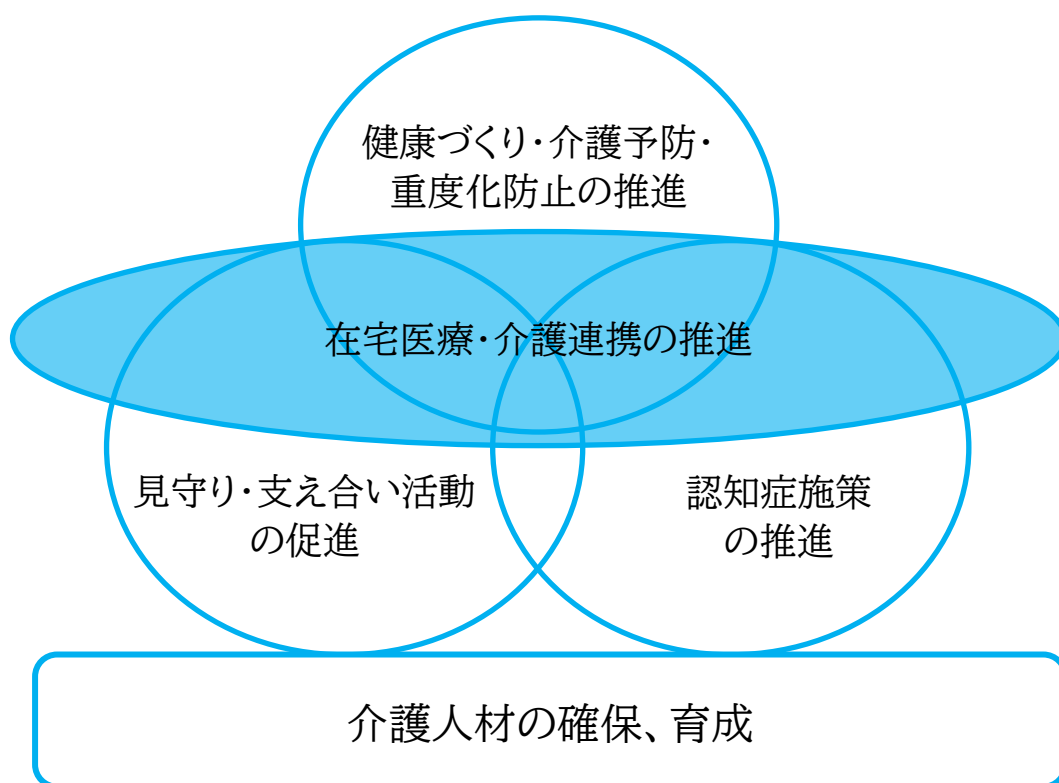 健康づくり・介護予防・
重度化防止の推進
在宅医療・介護連携の推進
見守り・支え合い活動
の促進
認知症施策
の推進
介護人材の確保、育成